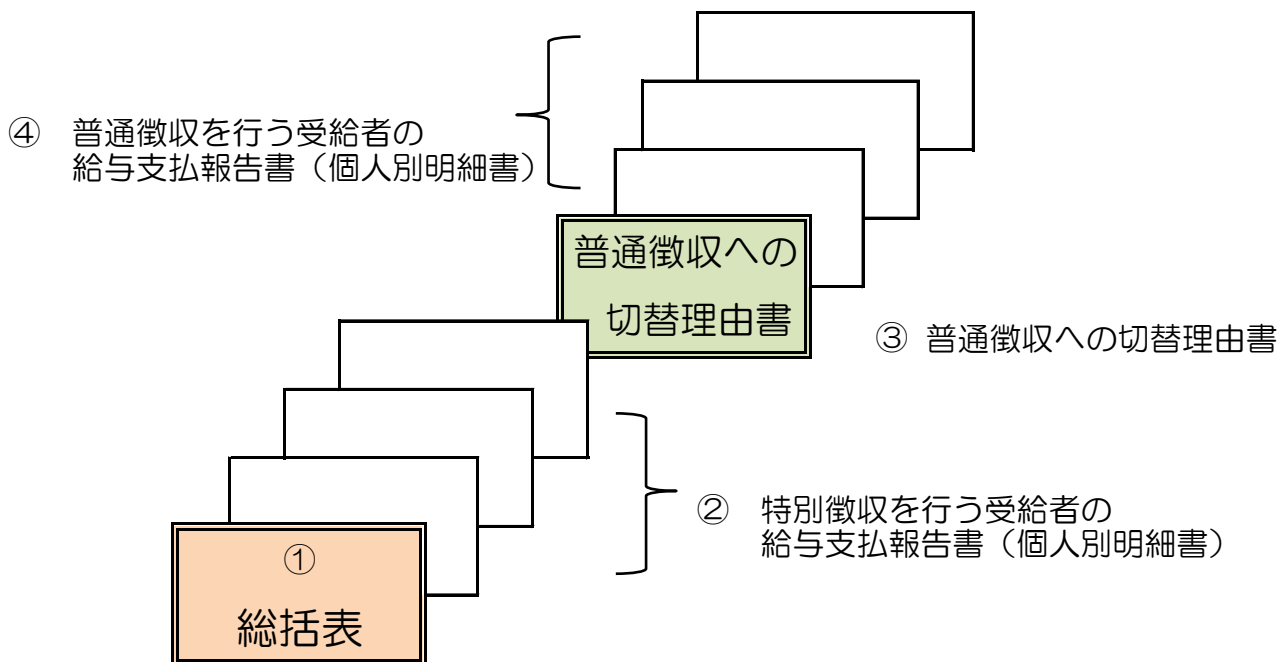 ④ 普通徴収を行う受給者の
給与支払報告書（個人別明細書）
普通徴収への
切替理由書
③ 普通徴収への切替理由書
② 特別徴収を行う受給者の
給与支払報告書（個人別明細書）
①
総括表